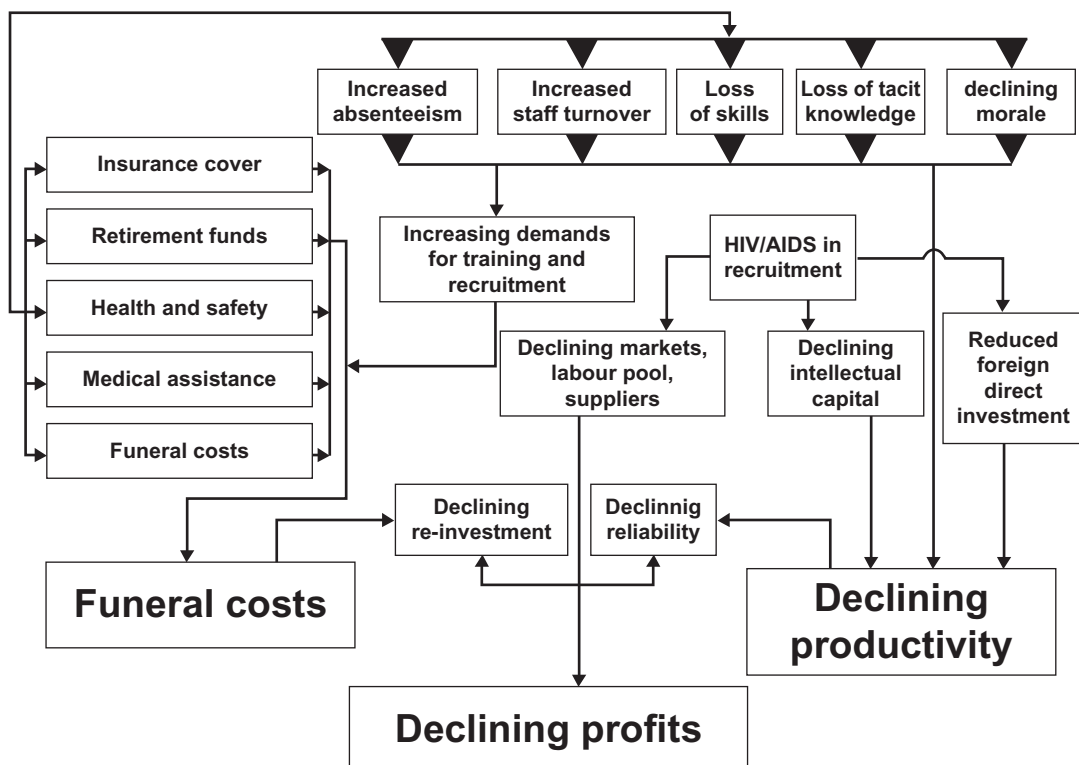 Increased
absenteeism
Increased
staff turnover
Loss
of skills
Loss of tacit
knowledge
declining
morale
Insurance cover
Retirement funds
Health and safety
Medical assistance
Funeral costs
Increasing demands
for training and
recruitment
HIV/AIDS in
recruitment
Declining markets,
labour pool,
suppliers
Declining
intellectual
capital
Reduced
foreign
direct
investment
Declining
re-investment
Declinnig
reliability
Funeral costs
Declining
productivity
Declining profits